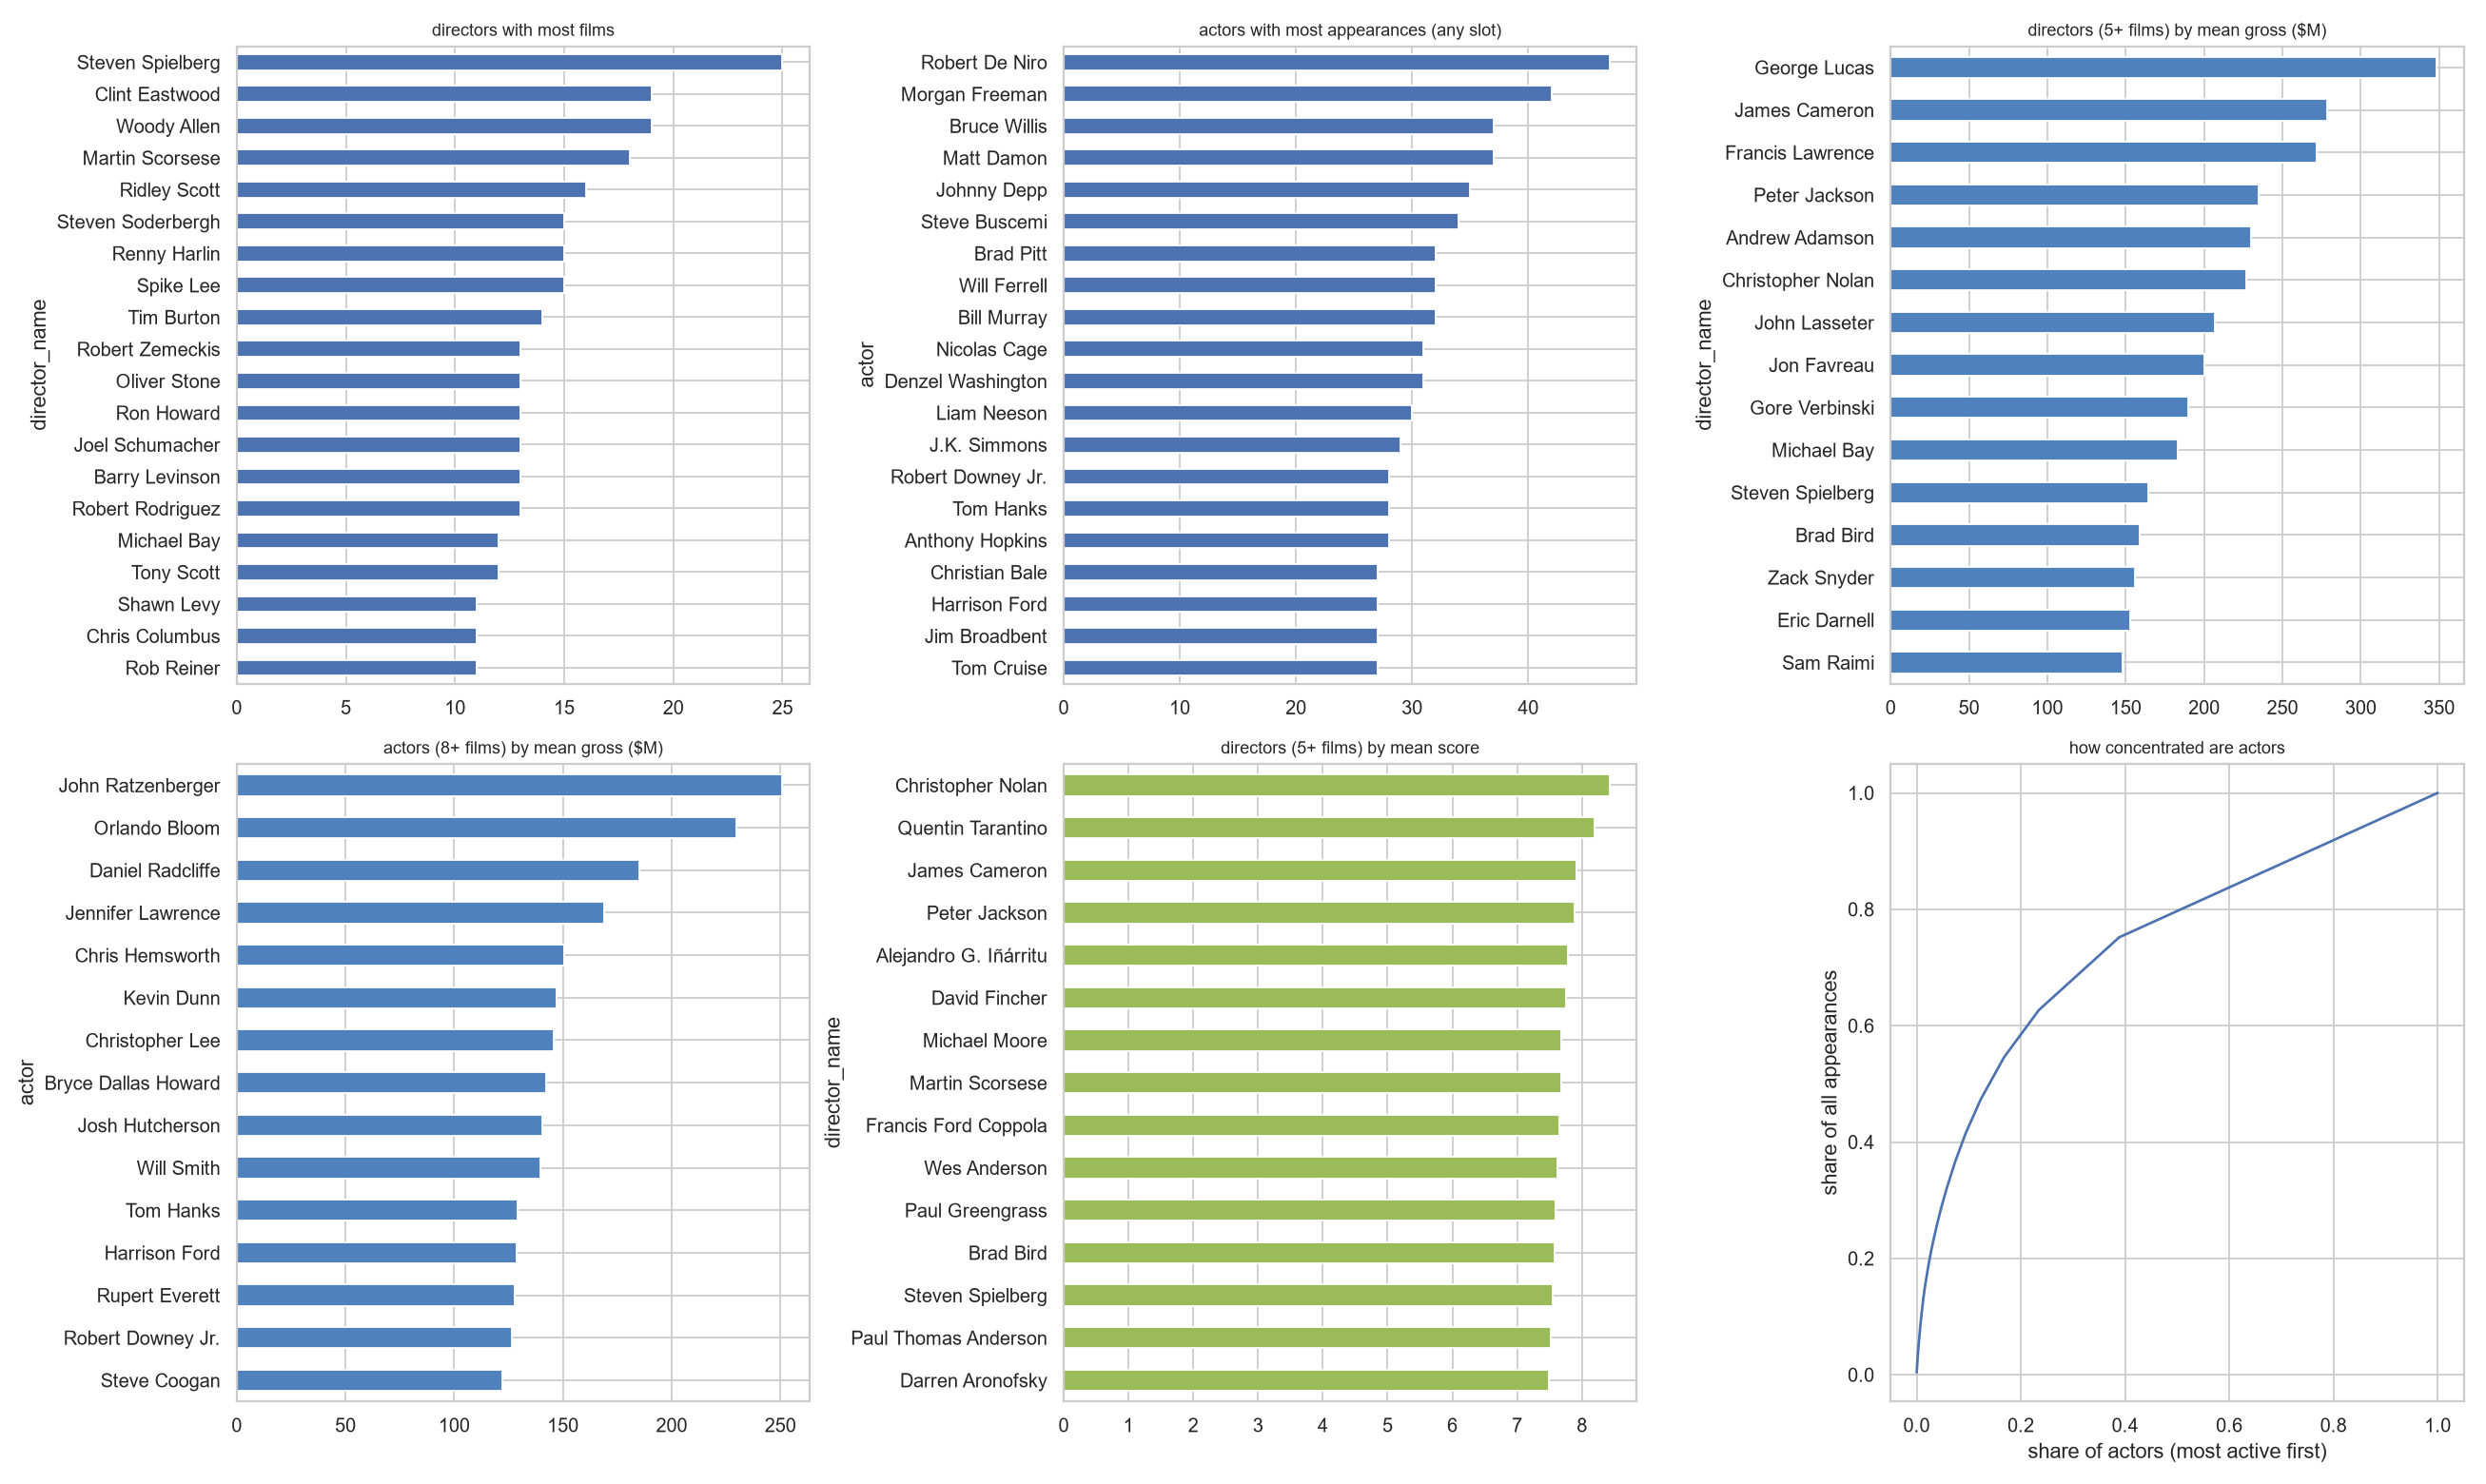 directors with most films
director_name
Steven Spielberg
Clint Eastwood
Woody Allen
Martin Scorsese
Ridley Scott
Steven Soderbergh
Renny Harlin
Spike Lee
Tim Burton
Robert Zemeckis
Oliver Stone
Ron Howard
Joel Schumacher
Barry Levinson
Robert Rodriguez
Michael Bay
Tony Scott
Shawn Levy
Chris Columbus
Rob Reiner
0 5 10 15 20 25
actors with most appearances (any slot)
actor
Robert De Niro
Morgan Freeman
Bruce Willis
Matt Damon
Johnny Depp
Steve Buscemi
Brad Pitt
Will Ferrell
Bill Murray
Nicolas Cage
Denzel Washington
Liam Neeson
J.K. Simmons
Robert Downey Jr.
Tom Hanks
Anthony Hopkins
Christian Bale
Harrison Ford
Jim Broadbent
Tom Cruise
0 10 20 30 40
directors (5+ films) by mean gross ($M)
director_name
George Lucas
James Cameron
Francis Lawrence
Peter Jackson
Andrew Adamson
Christopher Nolan
John Lasseter
Jon Favreau
Gore Verbinski
Michael Bay
Steven Spielberg
Brad Bird
Zack Snyder
Eric Darnell
Sam Raimi
0 50 100 150 200 250 300 350
actors (8+ films) by mean gross ($M)
actor
John Ratzenberger
Orlando Bloom
Daniel Radcliffe
Jennifer Lawrence
Chris Hemsworth
Kevin Dunn
Christopher Lee
Bryce Dallas Howard
Josh Hutcherson
Will Smith
Tom Hanks
Harrison Ford
Rupert Everett
Robert Downey Jr.
Steve Coogan
0 50 100 150 200 250
directors (5+ films) by mean score
director_name
Christopher Nolan
Quentin Tarantino
James Cameron
Peter Jackson
Alejandro G. Iñárritu
David Fincher
Michael Moore
Martin Scorsese
Francis Ford Coppola
Wes Anderson
Paul Greengrass
Brad Bird
Steven Spielberg
Paul Thomas Anderson
Darren Aronofsky
0 1 2 3 4 5 6 7 8
how concentrated are actors
share of all appearances
1.0
0.8
0.6
0.4
0.2
0.0
0.0 0.2 0.4 0.6 0.8 1.0
share of actors (most active first)